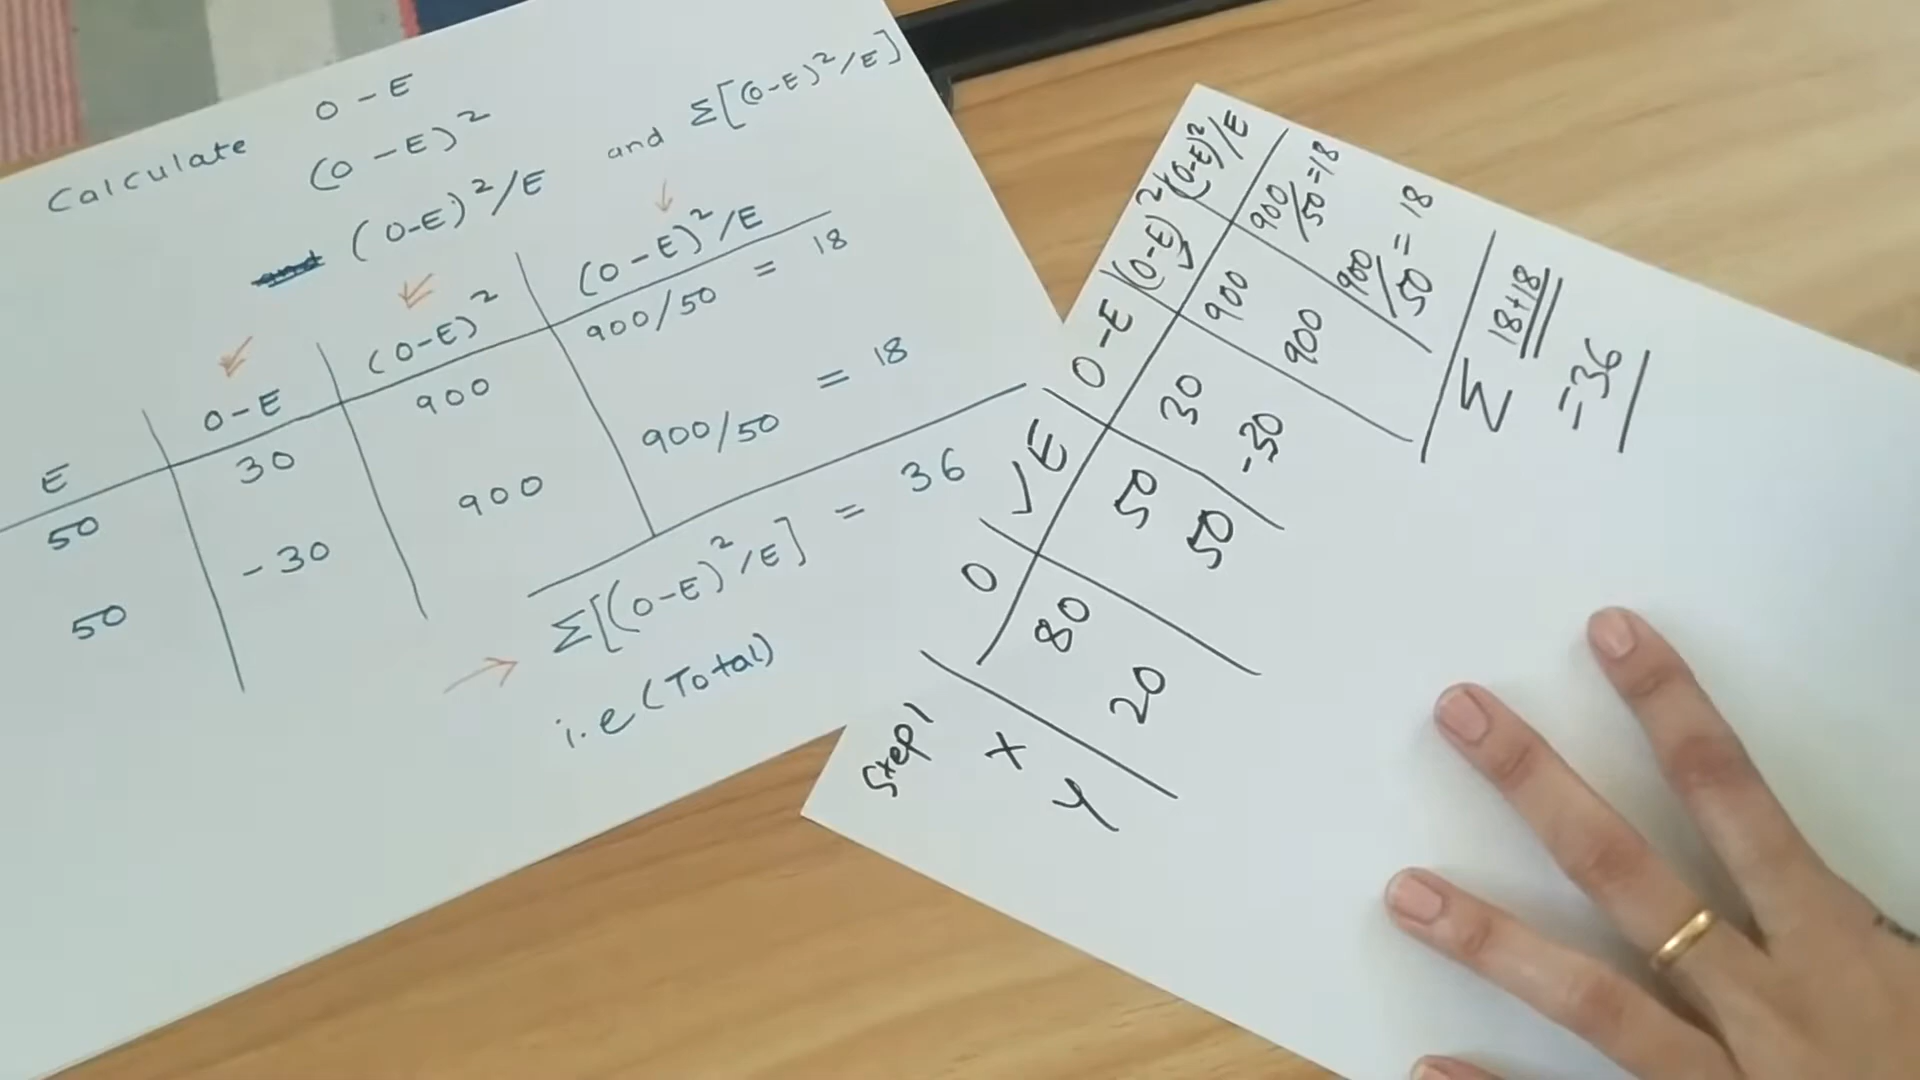 Calculate O-E
(O-E)²
(O-E)²/E and Σ[(O-E)²/E]
E O-E (O-E)² (O-E)²/E
50 30 900 900/50 = 18
50 -30 900 900/50 = 18
Σ[(O-E)²/E] = 36
i.e (Total)
Step 1
O E O-E (O-E)² (O-E)²/E
X 80 50 30 900 900/50 = 18
Y 20 50 -30 900 900/50 = 18
Σ 18+18
= 36